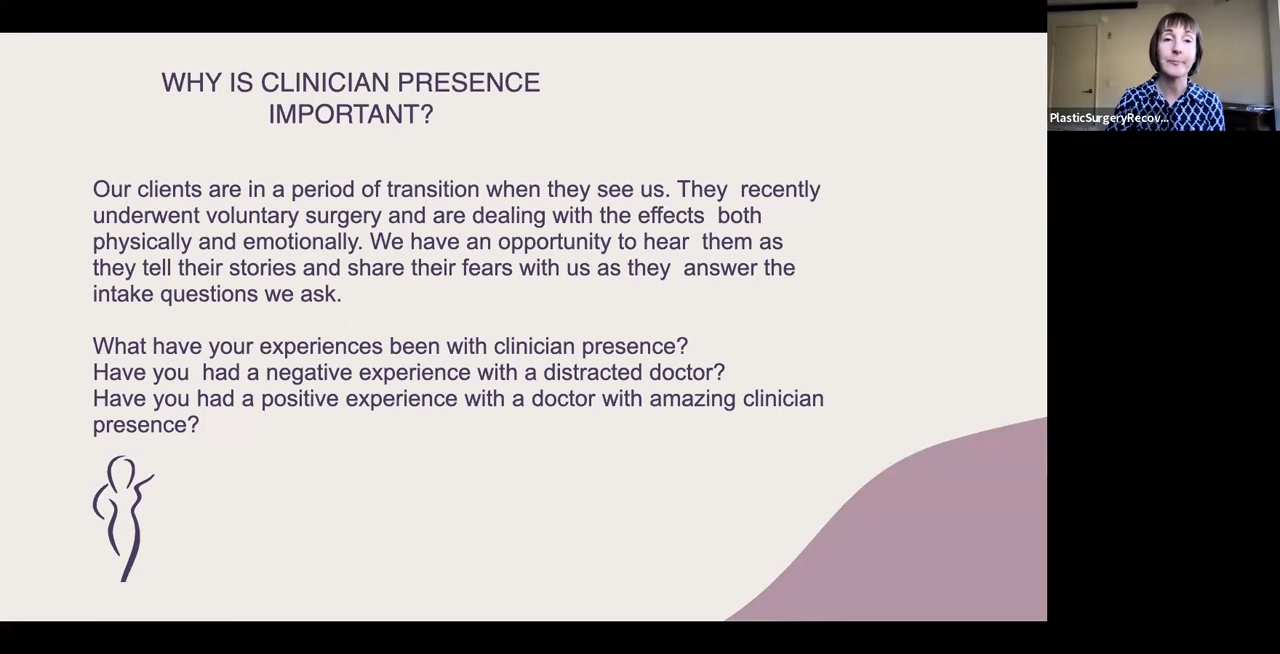 WHY IS CLINICIAN PRESENCE
IMPORTANT?
PlasticSurgeryRecov...
Our clients are in a period of transition when they see us. They  recently
underwent voluntary surgery and are dealing with the effects  both
physically and emotionally. We have an opportunity to hear  them as
they tell their stories and share their fears with us as they  answer the
intake questions we ask.
What have your experiences been with clinician presence?
Have you  had a negative experience with a distracted doctor?
Have you had a positive experience with a doctor with amazing clinician
presence?